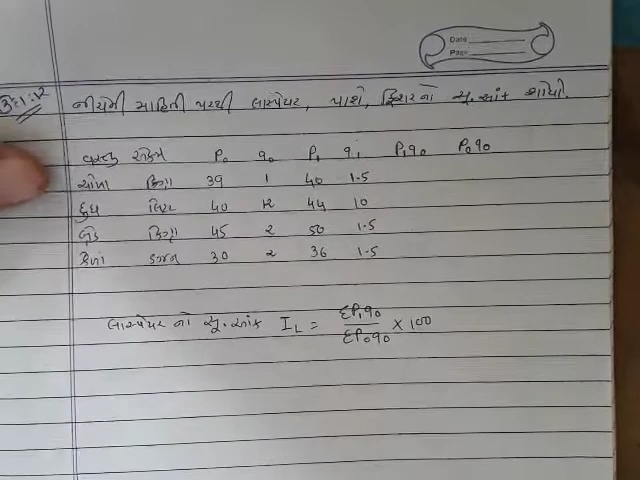 Date
Page
ઉ:૧:૧૨ નીચેની માહિતી પરથી લાસ્પેયર, પાશે, ફિશરનો સૂ.આંક શોધો.
વસ્તુ એકમ P₀ q₀ P₁ q₁ P₁q₀ P₀q₀
ચોખા કિગ્રા 39 1 40 1.5
દૂધ લિટર 40 12 44 10
બ્રેડ કિગ્રા 45 2 50 1.5
કેળા ડઝન 30 2 36 1.5
લાસ્પેયર નો સૂ.આંક I_L = ΣP₁q₀ / ΣP₀q₀ × 100